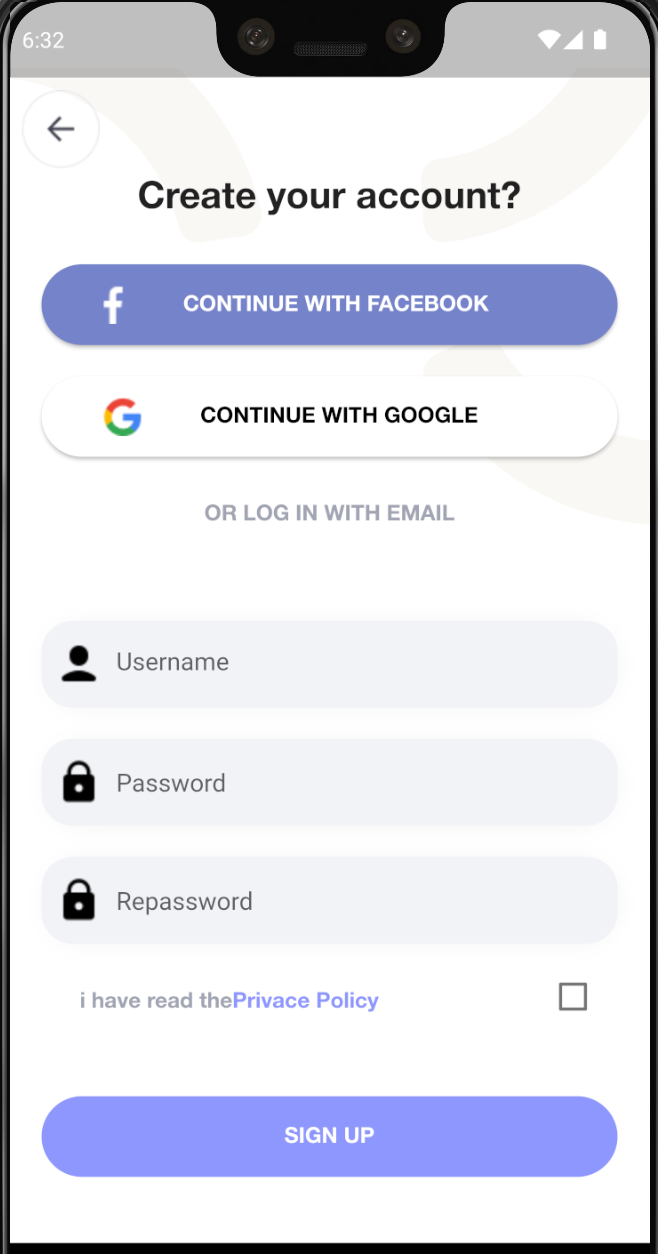 6:32
Create your account?
CONTINUE WITH FACEBOOK
CONTINUE WITH GOOGLE
OR LOG IN WITH EMAIL
Username
Password
Repassword
i have read thePrivace Policy
SIGN UP